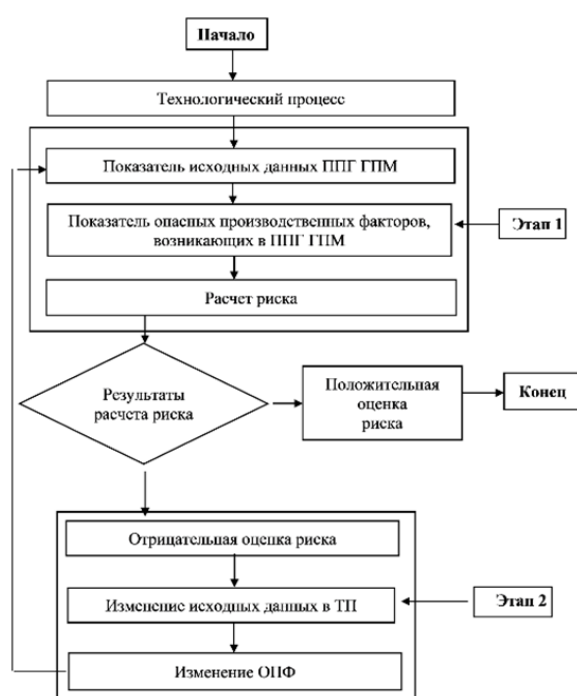 Начало
Технологический процесс
Показатель исходных данных ППГ ГПМ
Показатель опасных производственных факторов,
возникающих в ППГ ГПМ
Этап 1
Расчет риска
Результаты
расчета риска
Положительная
оценка
риска
Конец
Отрицательная оценка риска
Изменение исходных данных в ТП
Этап 2
Изменение ОПФ